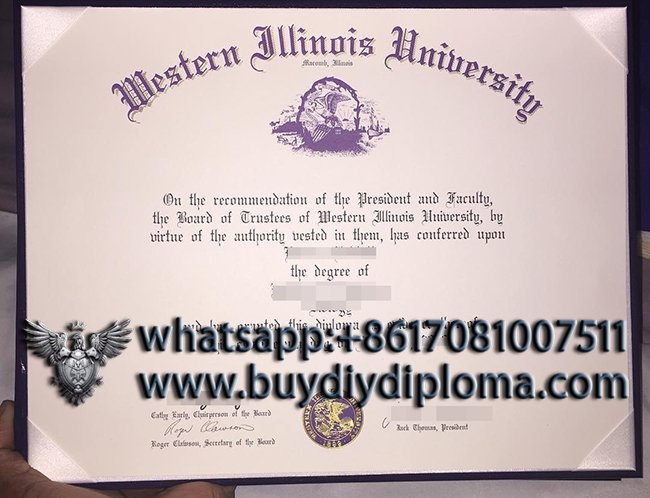 Western Illinois University
Macomb, Illinois
On the recommendation of the President and Faculty,
the Board of Trustees of Western Illinois University, by
virtue of the authority vested in them, has conferred upon
the degree of
whatsapp:+8617081007511
www.buydiydiploma.com
Cathy Early, Chairperson of the Board
Roger Clawson
Roger Clawson, Secretary of the Board
Jack Thomas, President